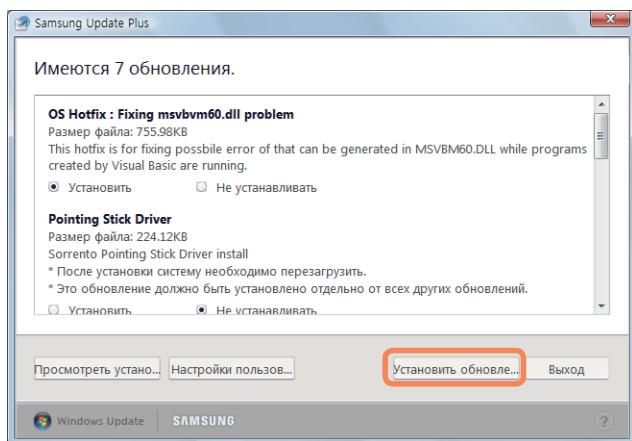 Samsung Update Plus
Имеются 7 обновления.
OS Hotfix : Fixing msvbvm60.dll problem
Размер файла: 755.98KB
This hotfix is for fixing possbile error of that can be generated in MSVBM60.DLL while programs
created by Visual Basic are running.
Установить Не устанавливать
Pointing Stick Driver
Размер файла: 224.12KB
Sorrento Pointing Stick Driver install
* После установки систему необходимо перезагрузить.
* Это обновление должно быть установлено отдельно от всех других обновлений.
Установить Не устанавливать
Просмотреть устано... Настройки пользов... Установить обновле... Выход
Windows Update SAMSUNG ?